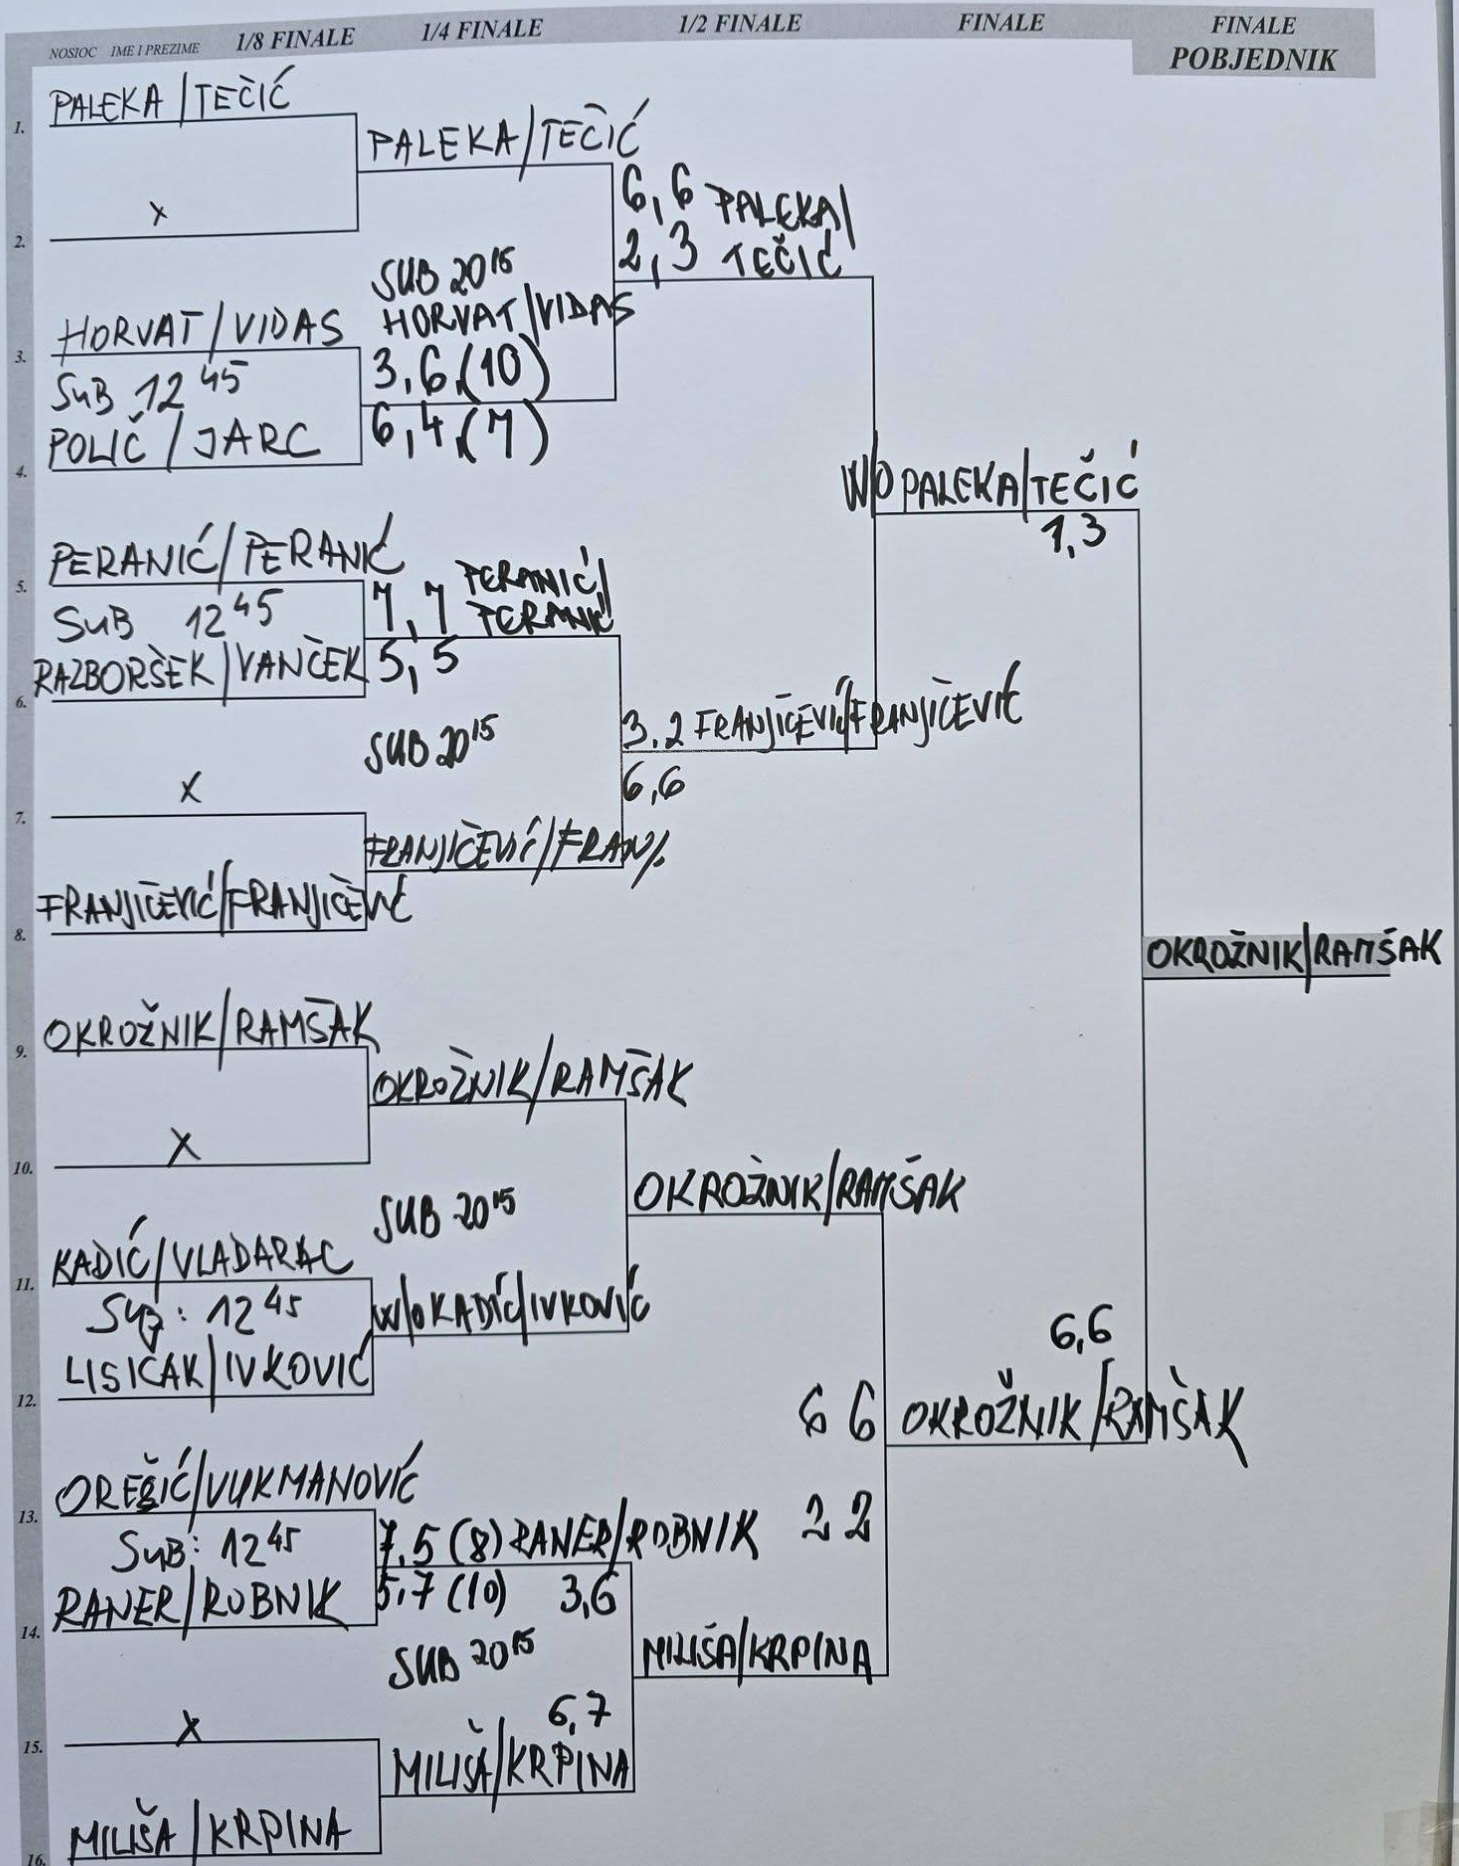 NOSIOC IME I PREZIME 1/8 FINALE 1/4 FINALE 1/2 FINALE FINALE FINALE
POBJEDNIK
1. PALEKA/TEČIĆ
PALEKA/TEČIĆ
X
2.
6,6 PALEKA/
2,3 TEČIĆ
SUB 20 15
HORVAT/VIDAS
3. HORVAT/VIDAS
SUB 12 45
3,6,(10)
6,4,(7)
4. POLIČ/JARC
W/O PALEKA/TEČIĆ
1,3
5. PERANIĆ/PERANIĆ
SUB 12 45
7,7 PERANIĆ/
PERANIĆ
5,5
6. RAZBORŠEK/VANČEK
SUB 20 15
3,2 FRANJIČEVIĆ/FRANJIČEVIĆ
6,6
X
7.
FRANJIČEVIĆ/FRANJ.
8. FRANJIČEVIĆ/FRANJIČEVIĆ
OKROŽNIK/RAMŠAK
9. OKROŽNIK/RAMŠAK
OKROŽNIK/RAMŠAK
X
10.
SUB 20 15
OKROŽNIK/RAMŠAK
11. KADIĆ/VLADARAC
SUB: 12 45
W/O KADIĆ/IVKOVIĆ
12. LISIČAK/IVKOVIĆ
6,6
6 6 OKROŽNIK/RAMŠAK
2 2
13. OREŠIĆ/VUKMANOVIĆ
SUB: 12 45
7,5 (8) RANER/ROBNIK
5,7 (10) 3,6
14. RANER/ROBNIK
SUB 20 15
MILIŠA/KRPINA
X
15.
6,7
MILIŠA/KRPINA
16. MILIŠA/KRPINA